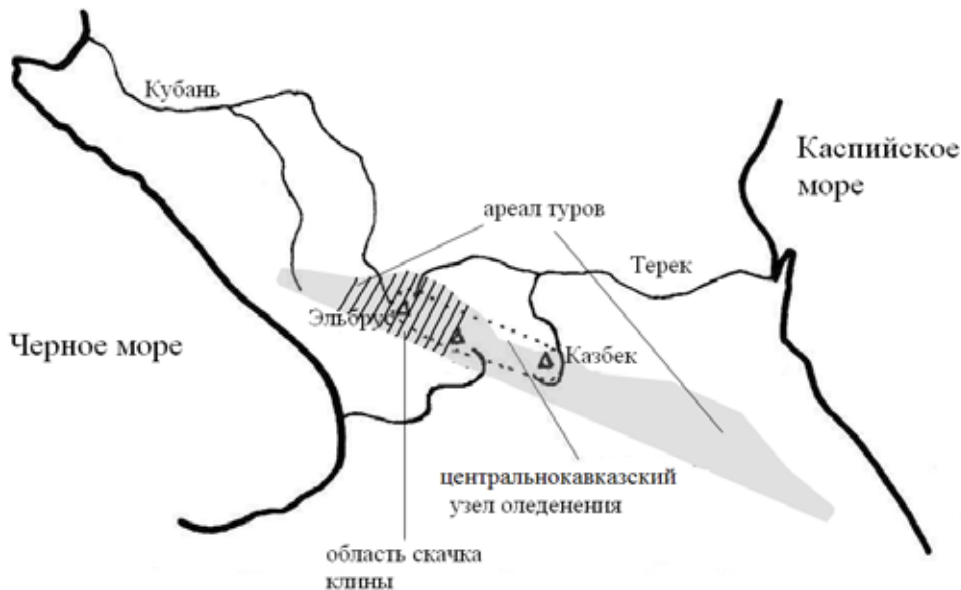 Кубань
Каспийское
море
ареал туров
Терек
Эльбрус
Черное море
Казбек
центральнокавказский
узел оледенения
область скачка
клины